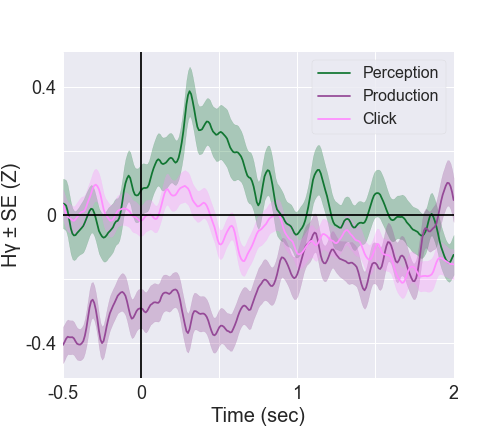 Perception
Production
Click
0.4
0
-0.4
Hγ ± SE (Z)
-0.5
0
1
2
Time (sec)